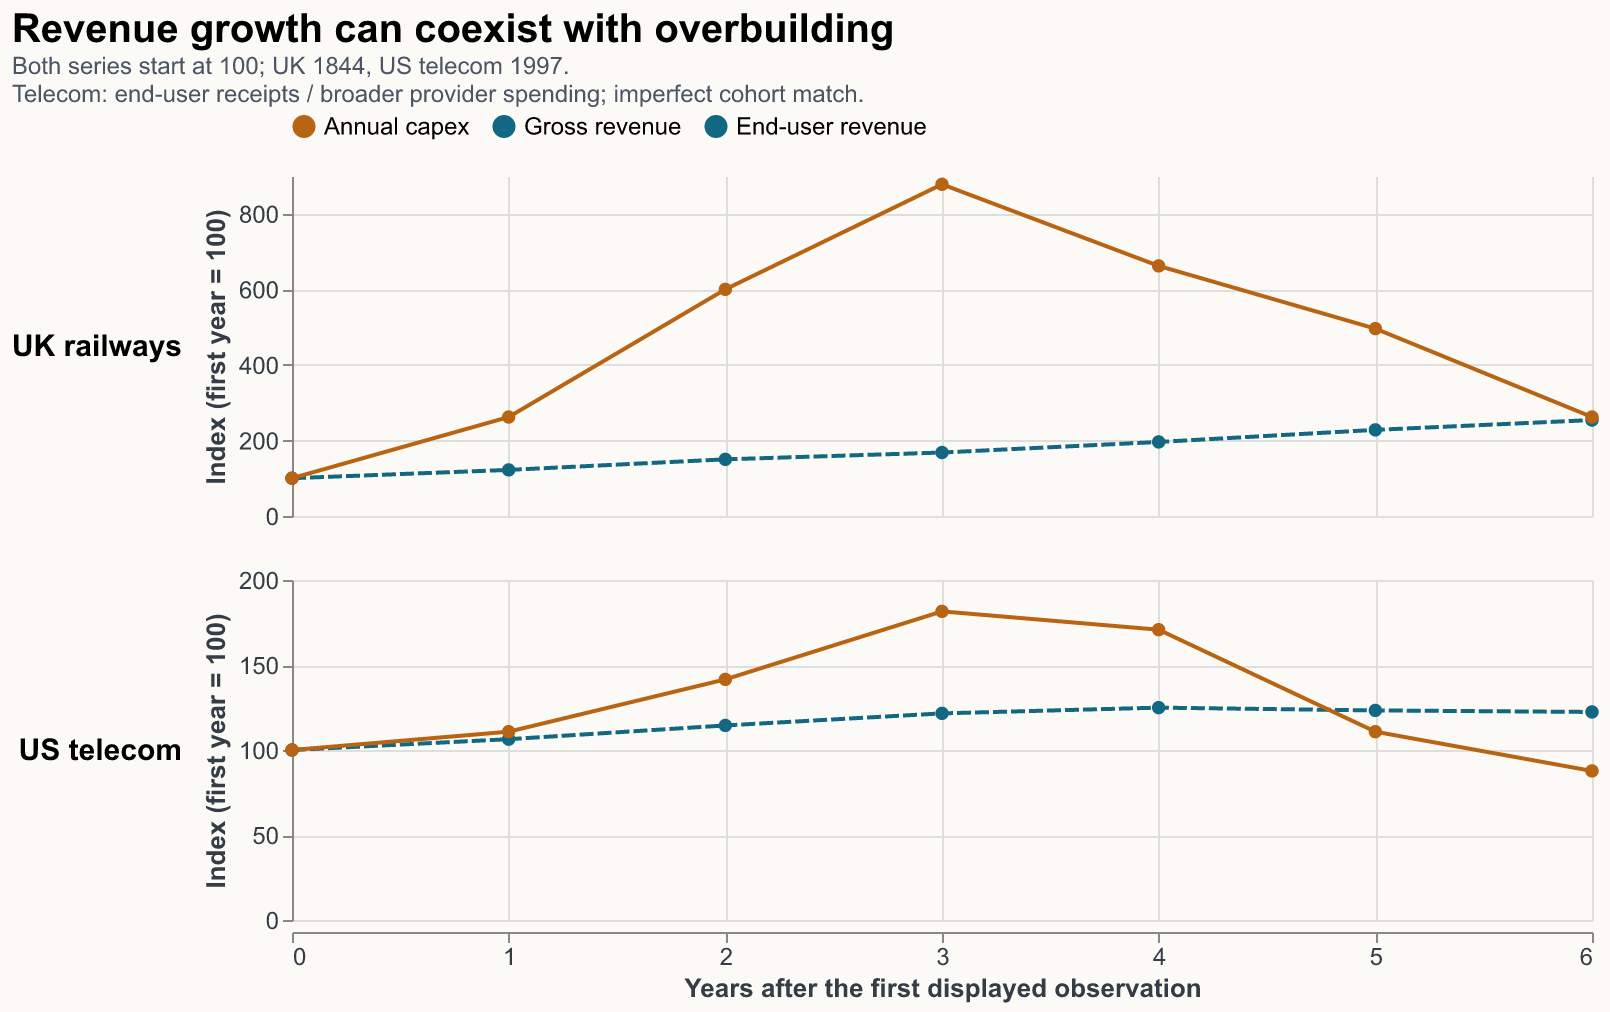 Revenue growth can coexist with overbuilding
Both series start at 100; UK 1844, US telecom 1997.
Telecom: end-user receipts / broader provider spending; imperfect cohort match.
Annual capex Gross revenue End-user revenue
UK railways
Index (first year = 100)
800
600
400
200
0
US telecom
Index (first year = 100)
200
150
100
50
0
0 1 2 3 4 5 6
Years after the first displayed observation